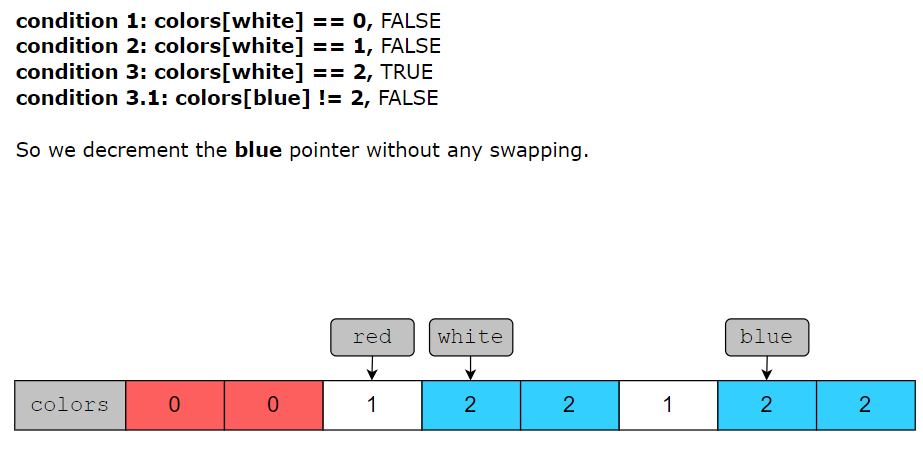 condition 1: colors[white] == 0, FALSE
condition 2: colors[white] == 1, FALSE
condition 3: colors[white] == 2, TRUE
condition 3.1: colors[blue] != 2, FALSE
So we decrement the blue pointer without any swapping.
red white blue
colors 0 0 1 2 2 1 2 2